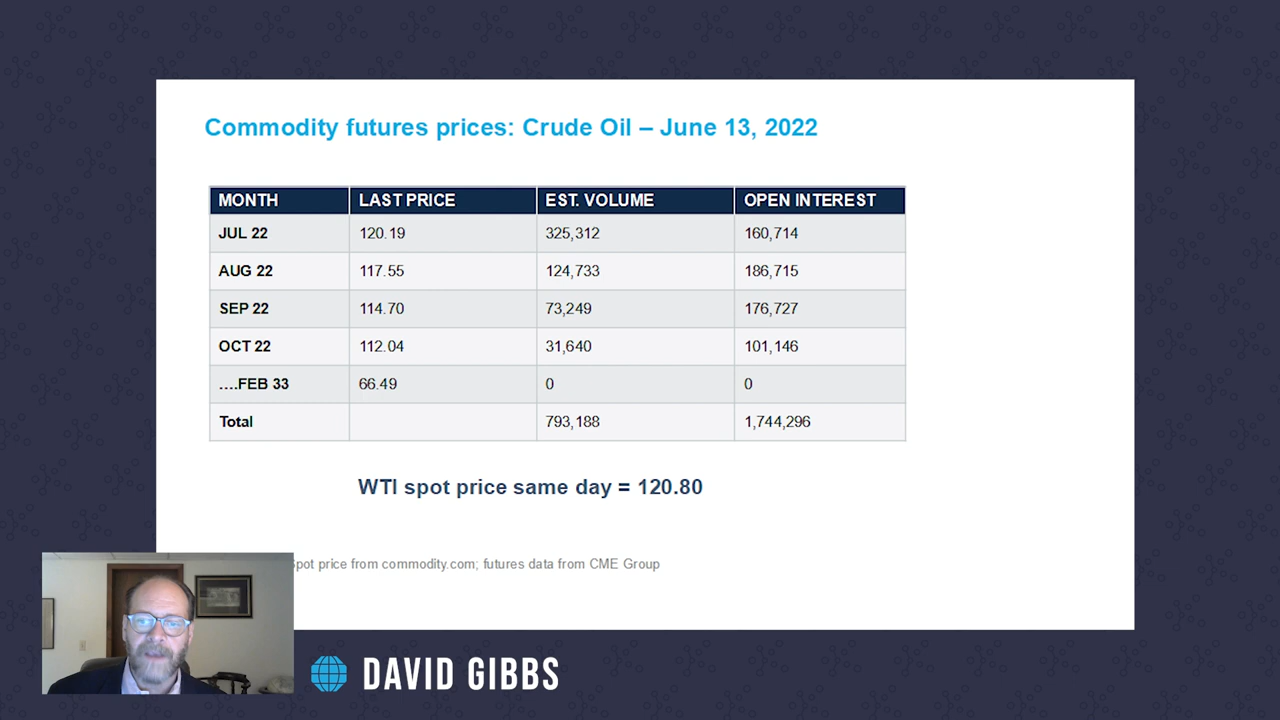 Commodity futures prices: Crude Oil – June 13, 2022
MONTH LAST PRICE EST. VOLUME OPEN INTEREST
JUL 22 120.19 325,312 160,714
AUG 22 117.55 124,733 186,715
SEP 22 114.70 73,249 176,727
OCT 22 112.04 31,640 101,146
....FEB 33 66.49 0 0
Total 793,188 1,744,296
WTI spot price same day = 120.80
Spot price from commodity.com; futures data from CME Group
DAVID GIBBS